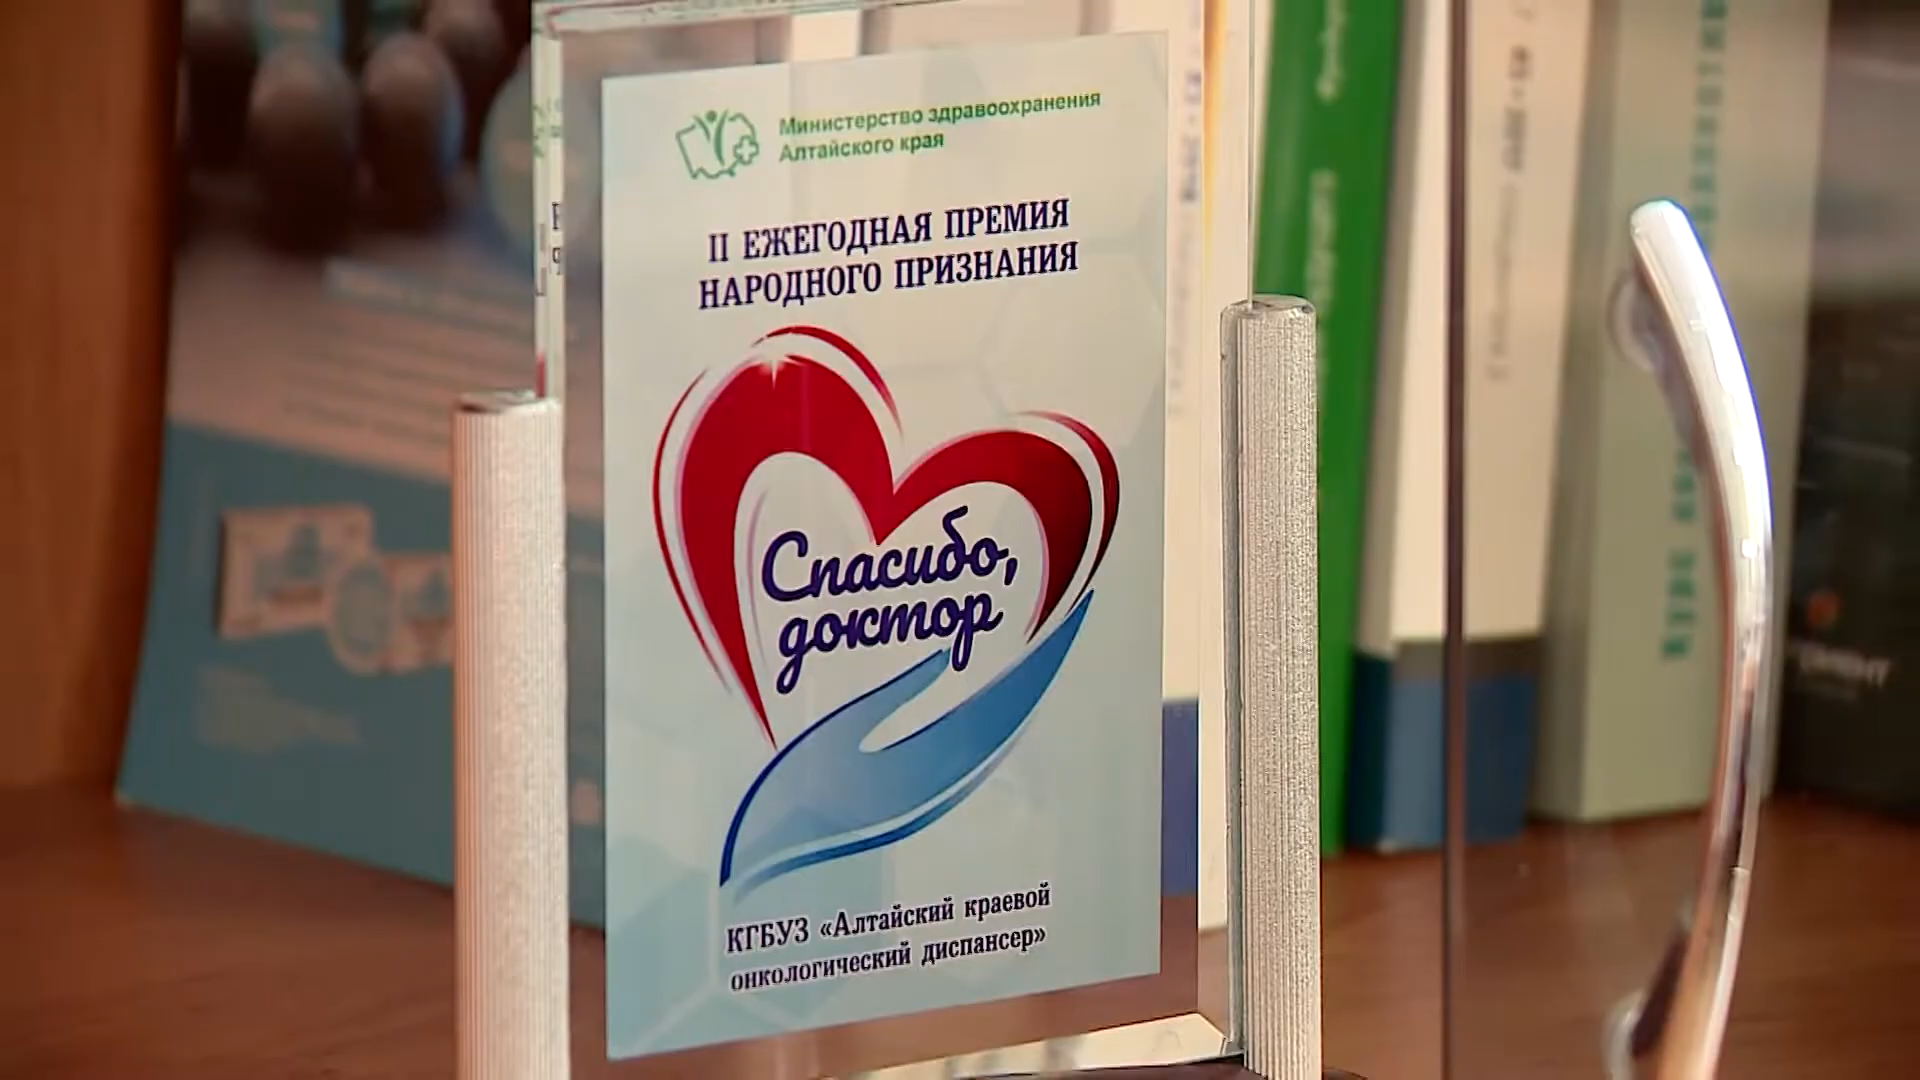 Министерство здравоохранения
Алтайского края
II ЕЖЕГОДНАЯ ПРЕМИЯ
НАРОДНОГО ПРИЗНАНИЯ
Спасибо,
доктор
КГБУЗ «Алтайский краевой
онкологический диспансер»